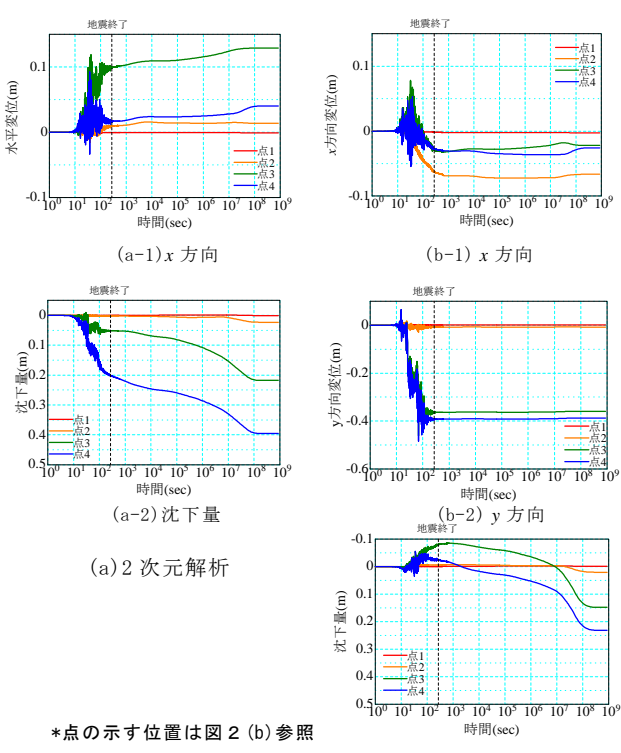 地震終了
水平変位(m)
0.1
0
-0.1
点1
点2
点3
点4
10⁰ 10¹ 10² 10³ 10⁴ 10⁵ 10⁶ 10⁷ 10⁸ 10⁹
時間(sec)
(a-1)x 方向
地震終了
x方向変位(m)
0.1
0
-0.1
点1
点2
点3
点4
10⁰ 10¹ 10² 10³ 10⁴ 10⁵ 10⁶ 10⁷ 10⁸ 10⁹
時間(sec)
(b-1) x 方向
地震終了
沈下量(m)
0
0.1
0.2
0.3
0.4
0.5
点1
点2
点3
点4
10⁰ 10¹ 10² 10³ 10⁴ 10⁵ 10⁶ 10⁷ 10⁸ 10⁹
時間(sec)
(a-2)沈下量
(a)2 次元解析
地震終了
y方向変位(m)
0
-0.2
-0.4
-0.6
点1
点2
点3
点4
10⁰ 10¹ 10² 10³ 10⁴ 10⁵ 10⁶ 10⁷ 10⁸ 10⁹
時間(sec)
(b-2) y 方向
地震終了
沈下量(m)
-0.1
0
0.1
0.2
0.3
0.4
0.5
点1
点2
点3
点4
10⁰ 10¹ 10² 10³ 10⁴ 10⁵ 10⁶ 10⁷ 10⁸ 10⁹
時間(sec)
*点の示す位置は図２(b)参照